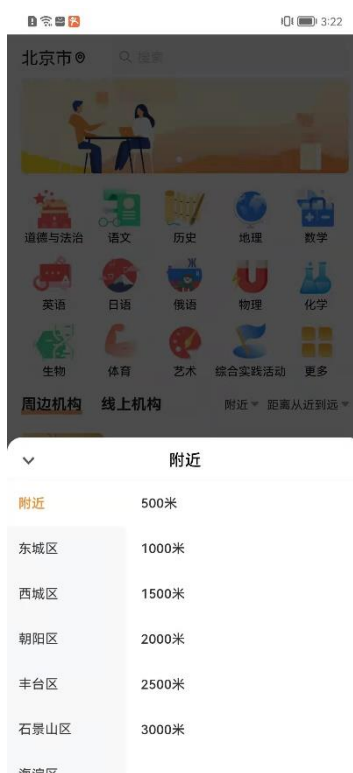 3:22
北京市
搜索
道德与法治 语文 历史 地理 数学
英语 日语 俄语 物理 化学
生物 体育 艺术 综合实践活动 更多
周边机构 线上机构 附近 距离从近到远
附近
附近 500米
东城区 1000米
西城区 1500米
朝阳区 2000米
丰台区 2500米
石景山区 3000米
海淀区